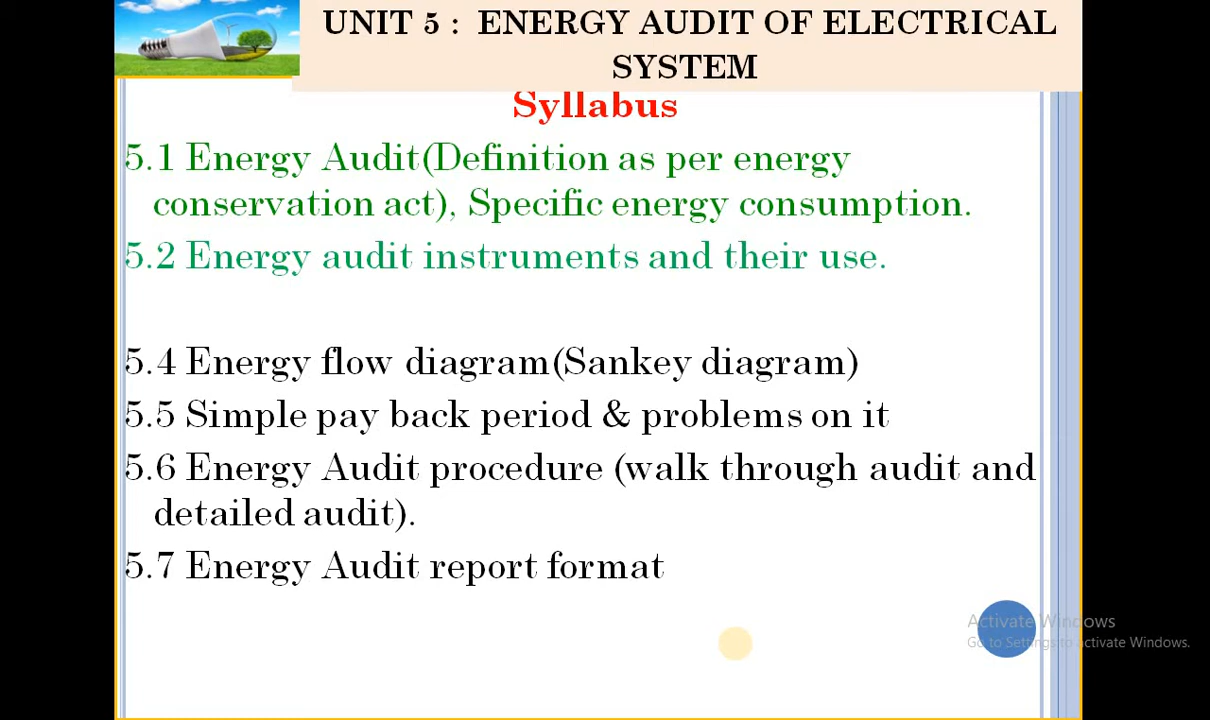 UNIT 5 : ENERGY AUDIT OF ELECTRICAL
SYSTEM
Syllabus
5.1 Energy Audit(Definition as per energy
conservation act), Specific energy consumption.
5.2 Energy audit instruments and their use.
5.4 Energy flow diagram(Sankey diagram)
5.5 Simple pay back period & problems on it
5.6 Energy Audit procedure (walk through audit and
detailed audit).
5.7 Energy Audit report format
Activate Windows
Go to Settings to activate Windows.